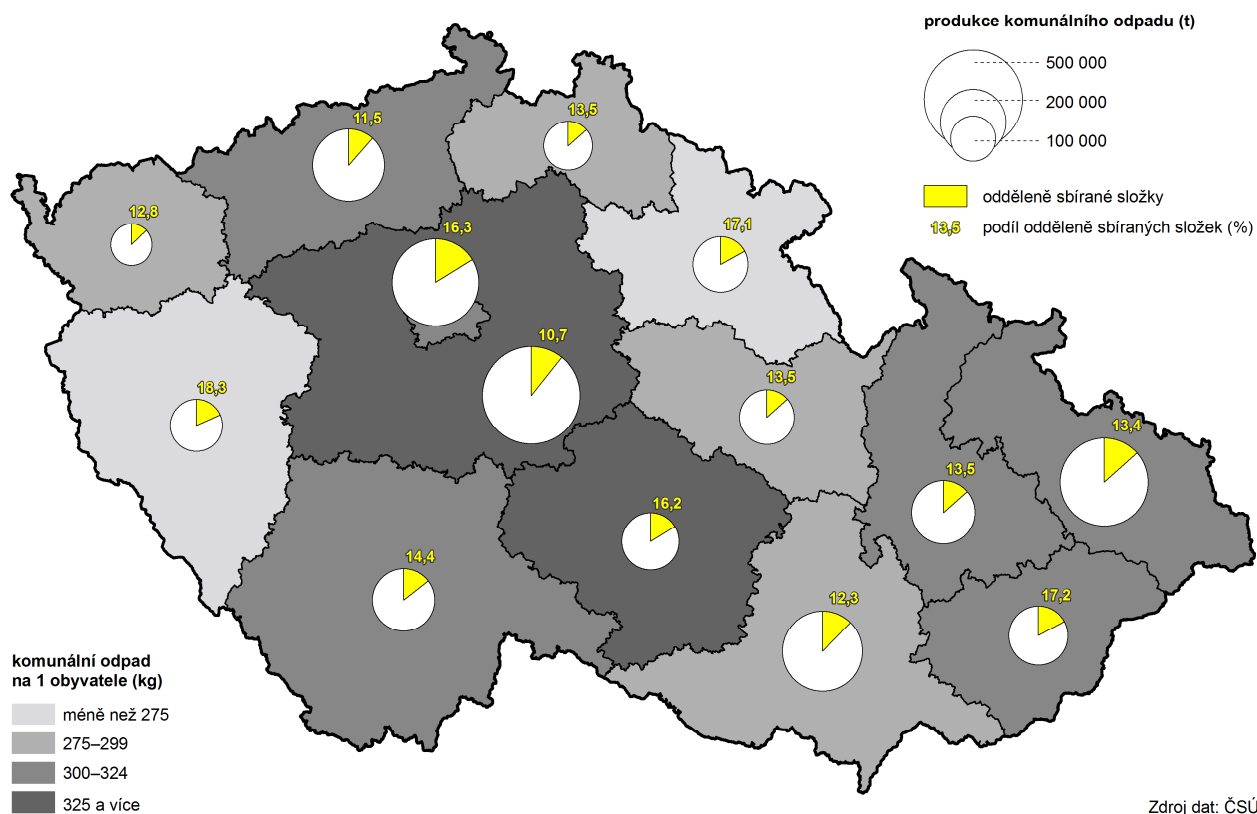 produkce komunálního odpadu (t)
500 000
200 000
100 000
odděleně sbírané složky
13,5 podíl odděleně sbíraných složek (%)
11,5
13,5
12,8
16,3
17,1
10,7
18,3
13,5
13,4
13,5
16,2
14,4
12,3
17,2
komunální odpad
na 1 obyvatele (kg)
méně než 275
275–299
300–324
325 a více
Zdroj dat: ČSÚ